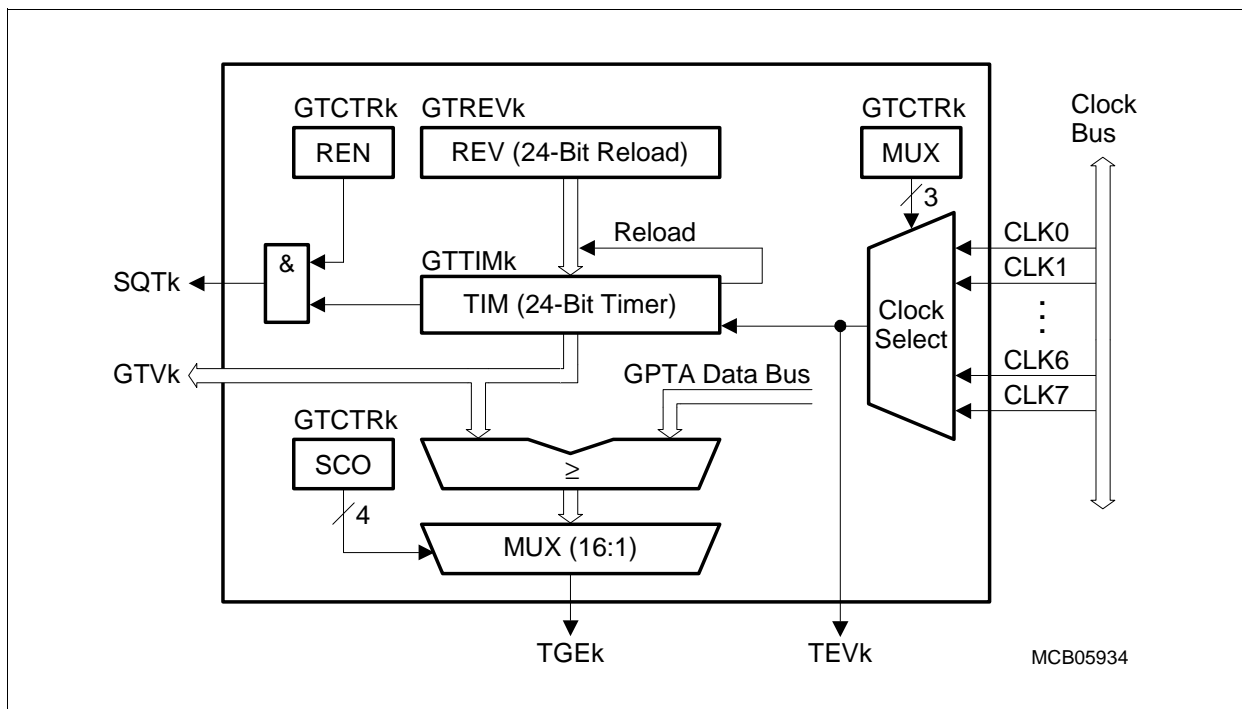 GTCTRk
GTREVk
GTCTRk
Clock
Bus
REN
REV (24-Bit Reload)
MUX
3
Reload
CLK0
&
GTTIMk
CLK1
SQTk
TIM (24-Bit Timer)
Clock
Select
GTVk
GPTA Data Bus
CLK6
CLK7
GTCTRk
SCO
≥
4
MUX (16:1)
TGEk
TEVk
MCB05934